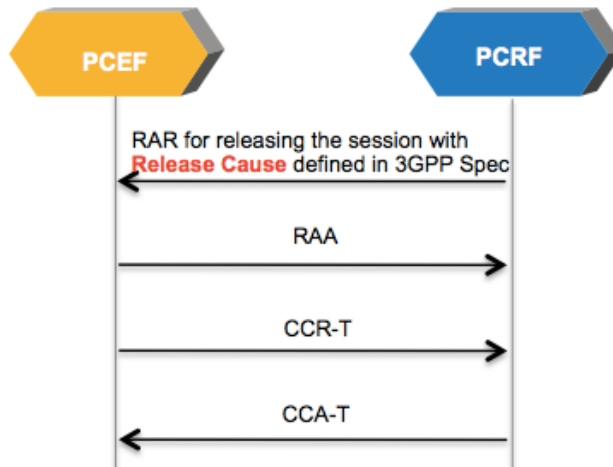 PCEF
PCRF
RAR for releasing the session with
Release Cause defined in 3GPP Spec
RAA
CCR-T
CCA-T